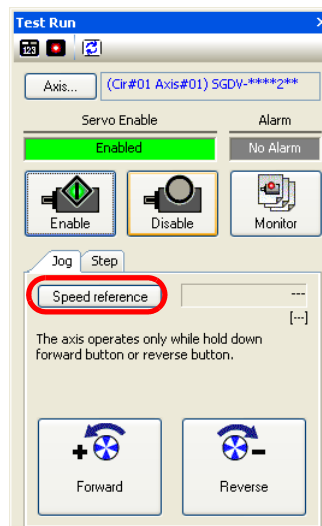 Test Run
123
Axis...
(Cir#01 Axis#01) SGDV-****2**
Servo Enable
Alarm
Enabled
No Alarm
Enable
Disable
Monitor
Jog
Step
Speed reference
---
[---]
The axis operates only while hold down
forward button or reverse button.
+
-
Forward
Reverse